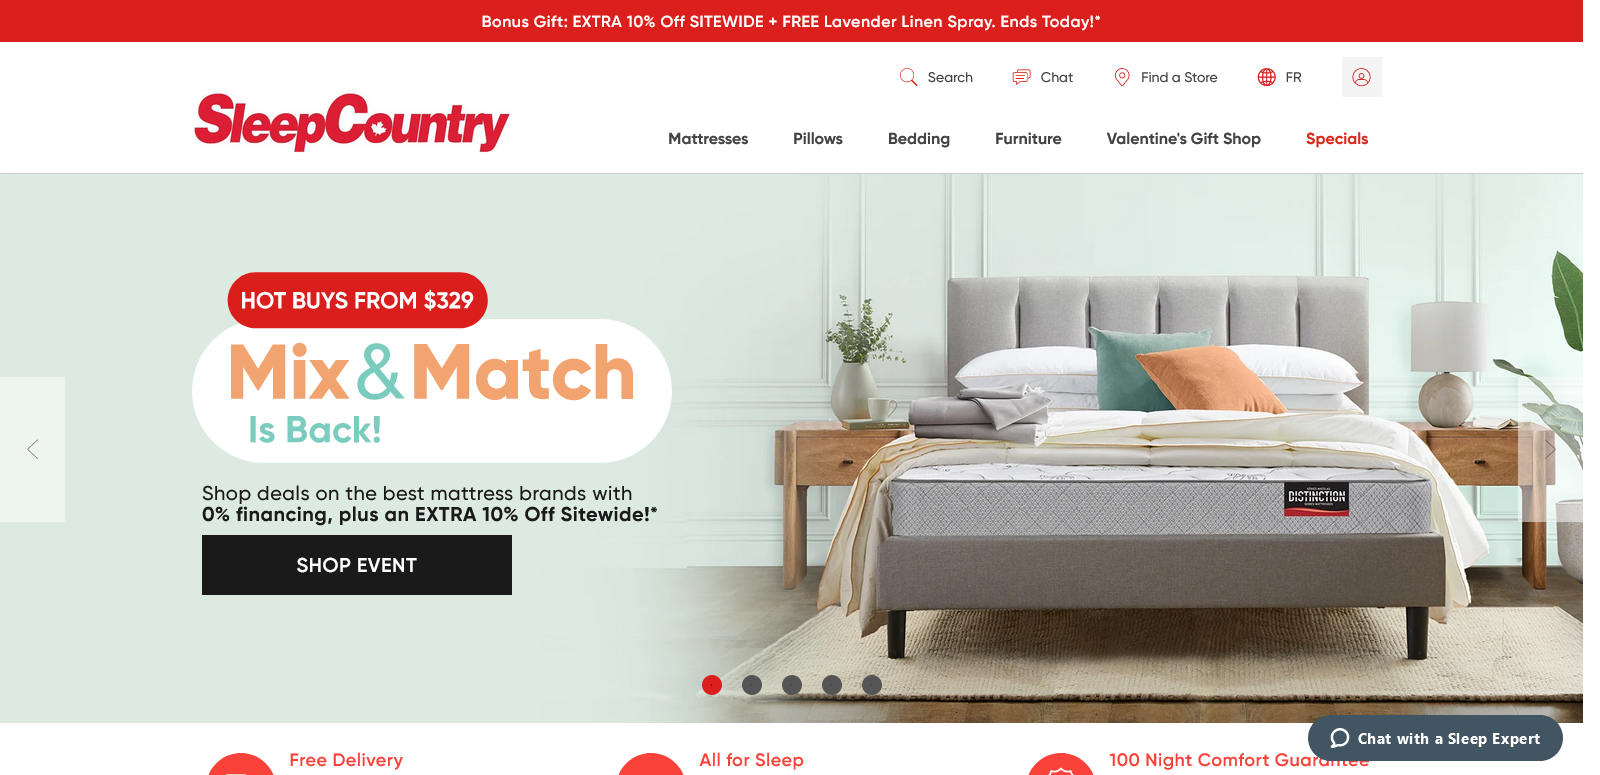 Bonus Gift: EXTRA 10% Off SITEWIDE + FREE Lavender Linen Spray. Ends Today!*
Search
Chat
Find a Store
FR
SleepCountry
Mattresses
Pillows
Bedding
Furniture
Valentine's Gift Shop
Specials
HOT BUYS FROM $329
Mix & Match
Is Back!
Shop deals on the best mattress brands with
0% financing, plus an EXTRA 10% Off Sitewide!*
SHOP EVENT
DISTINCTION
Chat with a Sleep Expert
Free Delivery
All for Sleep
100 Night Comfort Guarantee